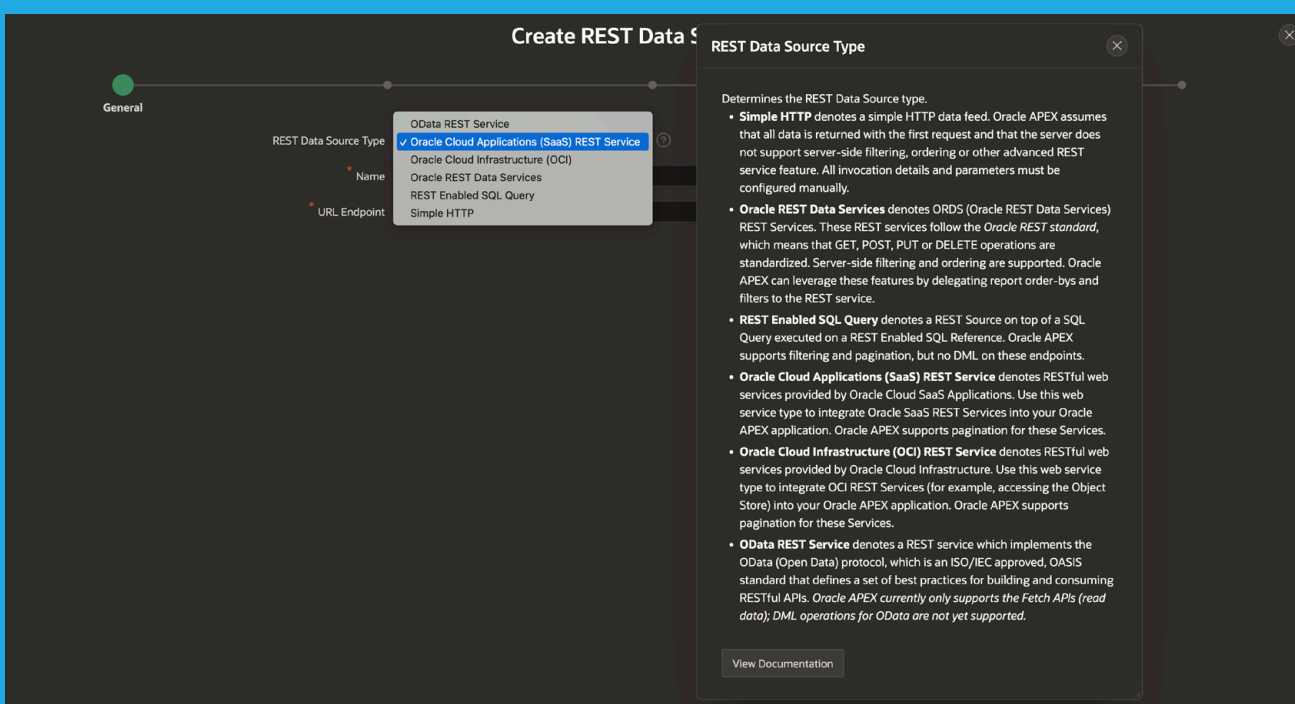 Create REST Data S
General
REST Data Source Type
OData REST Service
✓ Oracle Cloud Applications (SaaS) REST Service
Oracle Cloud Infrastructure (OCI)
Oracle REST Data Services
REST Enabled SQL Query
Simple HTTP
?
* Name
* URL Endpoint
REST Data Source Type
Determines the REST Data Source type.
• Simple HTTP denotes a simple HTTP data feed. Oracle APEX assumes
that all data is returned with the first request and that the server does
not support server-side filtering, ordering or other advanced REST
service feature. All invocation details and parameters must be
configured manually.
• Oracle REST Data Services denotes ORDS (Oracle REST Data Services)
REST Services. These REST services follow the Oracle REST standard,
which means that GET, POST, PUT or DELETE operations are
standardized. Server-side filtering and ordering are supported. Oracle
APEX can leverage these features by delegating report order-bys and
filters to the REST service.
• REST Enabled SQL Query denotes a REST Source on top of a SQL
Query executed on a REST Enabled SQL Reference. Oracle APEX
supports filtering and pagination, but no DML on these endpoints.
• Oracle Cloud Applications (SaaS) REST Service denotes RESTful web
services provided by Oracle Cloud SaaS Applications. Use this web
service type to integrate Oracle SaaS REST Services into your Oracle
APEX application. Oracle APEX supports pagination for these Services.
• Oracle Cloud Infrastructure (OCI) REST Service denotes RESTful web
services provided by Oracle Cloud Infrastructure. Use this web service
type to integrate OCI REST Services (for example, accessing the Object
Store) into your Oracle APEX application. Oracle APEX supports
pagination for these Services.
• OData REST Service denotes a REST service which implements the
OData (Open Data) protocol, which is an ISO/IEC approved, OASIS
standard that defines a set of best practices for building and consuming
RESTful APIs. Oracle APEX currently only supports the Fetch APIs (read
data); DML operations for OData are not yet supported.
View Documentation